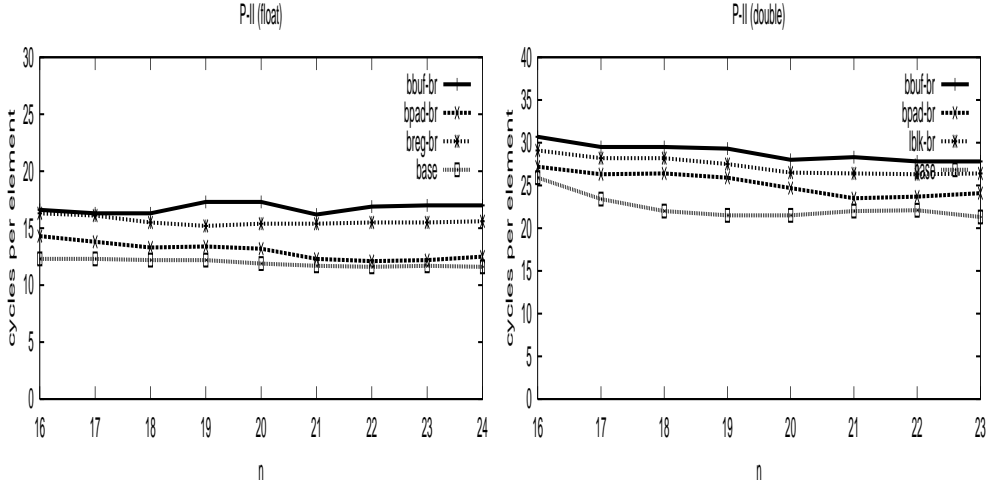 P-II (float)
30
25
20
15
10
5
0
cycles per element
bbuf-br
bpad-br
breg-br
base
16 17 18 19 20 21 22 23 24
n
P-II (double)
40
35
30
25
20
15
10
5
0
cycles per element
bbuf-br
bpad-br
lblk-br
base
16 17 18 19 20 21 22 23
n